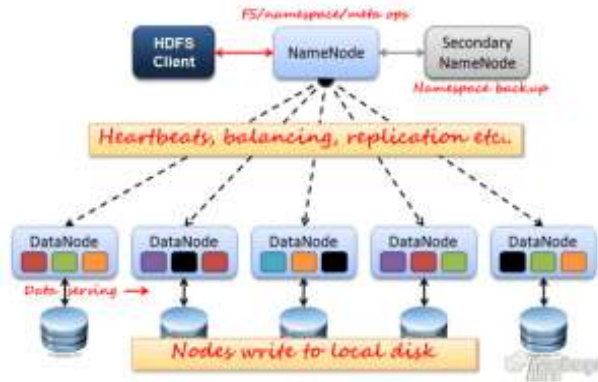 FS/namespace/meta ops
HDFS
Client
NameNode
Secondary
NameNode
Namespace backup
Heartbeats, balancing, replication etc..
DataNode
DataNode
DataNode
DataNode
DataNode
Data serving
Nodes write to local disk